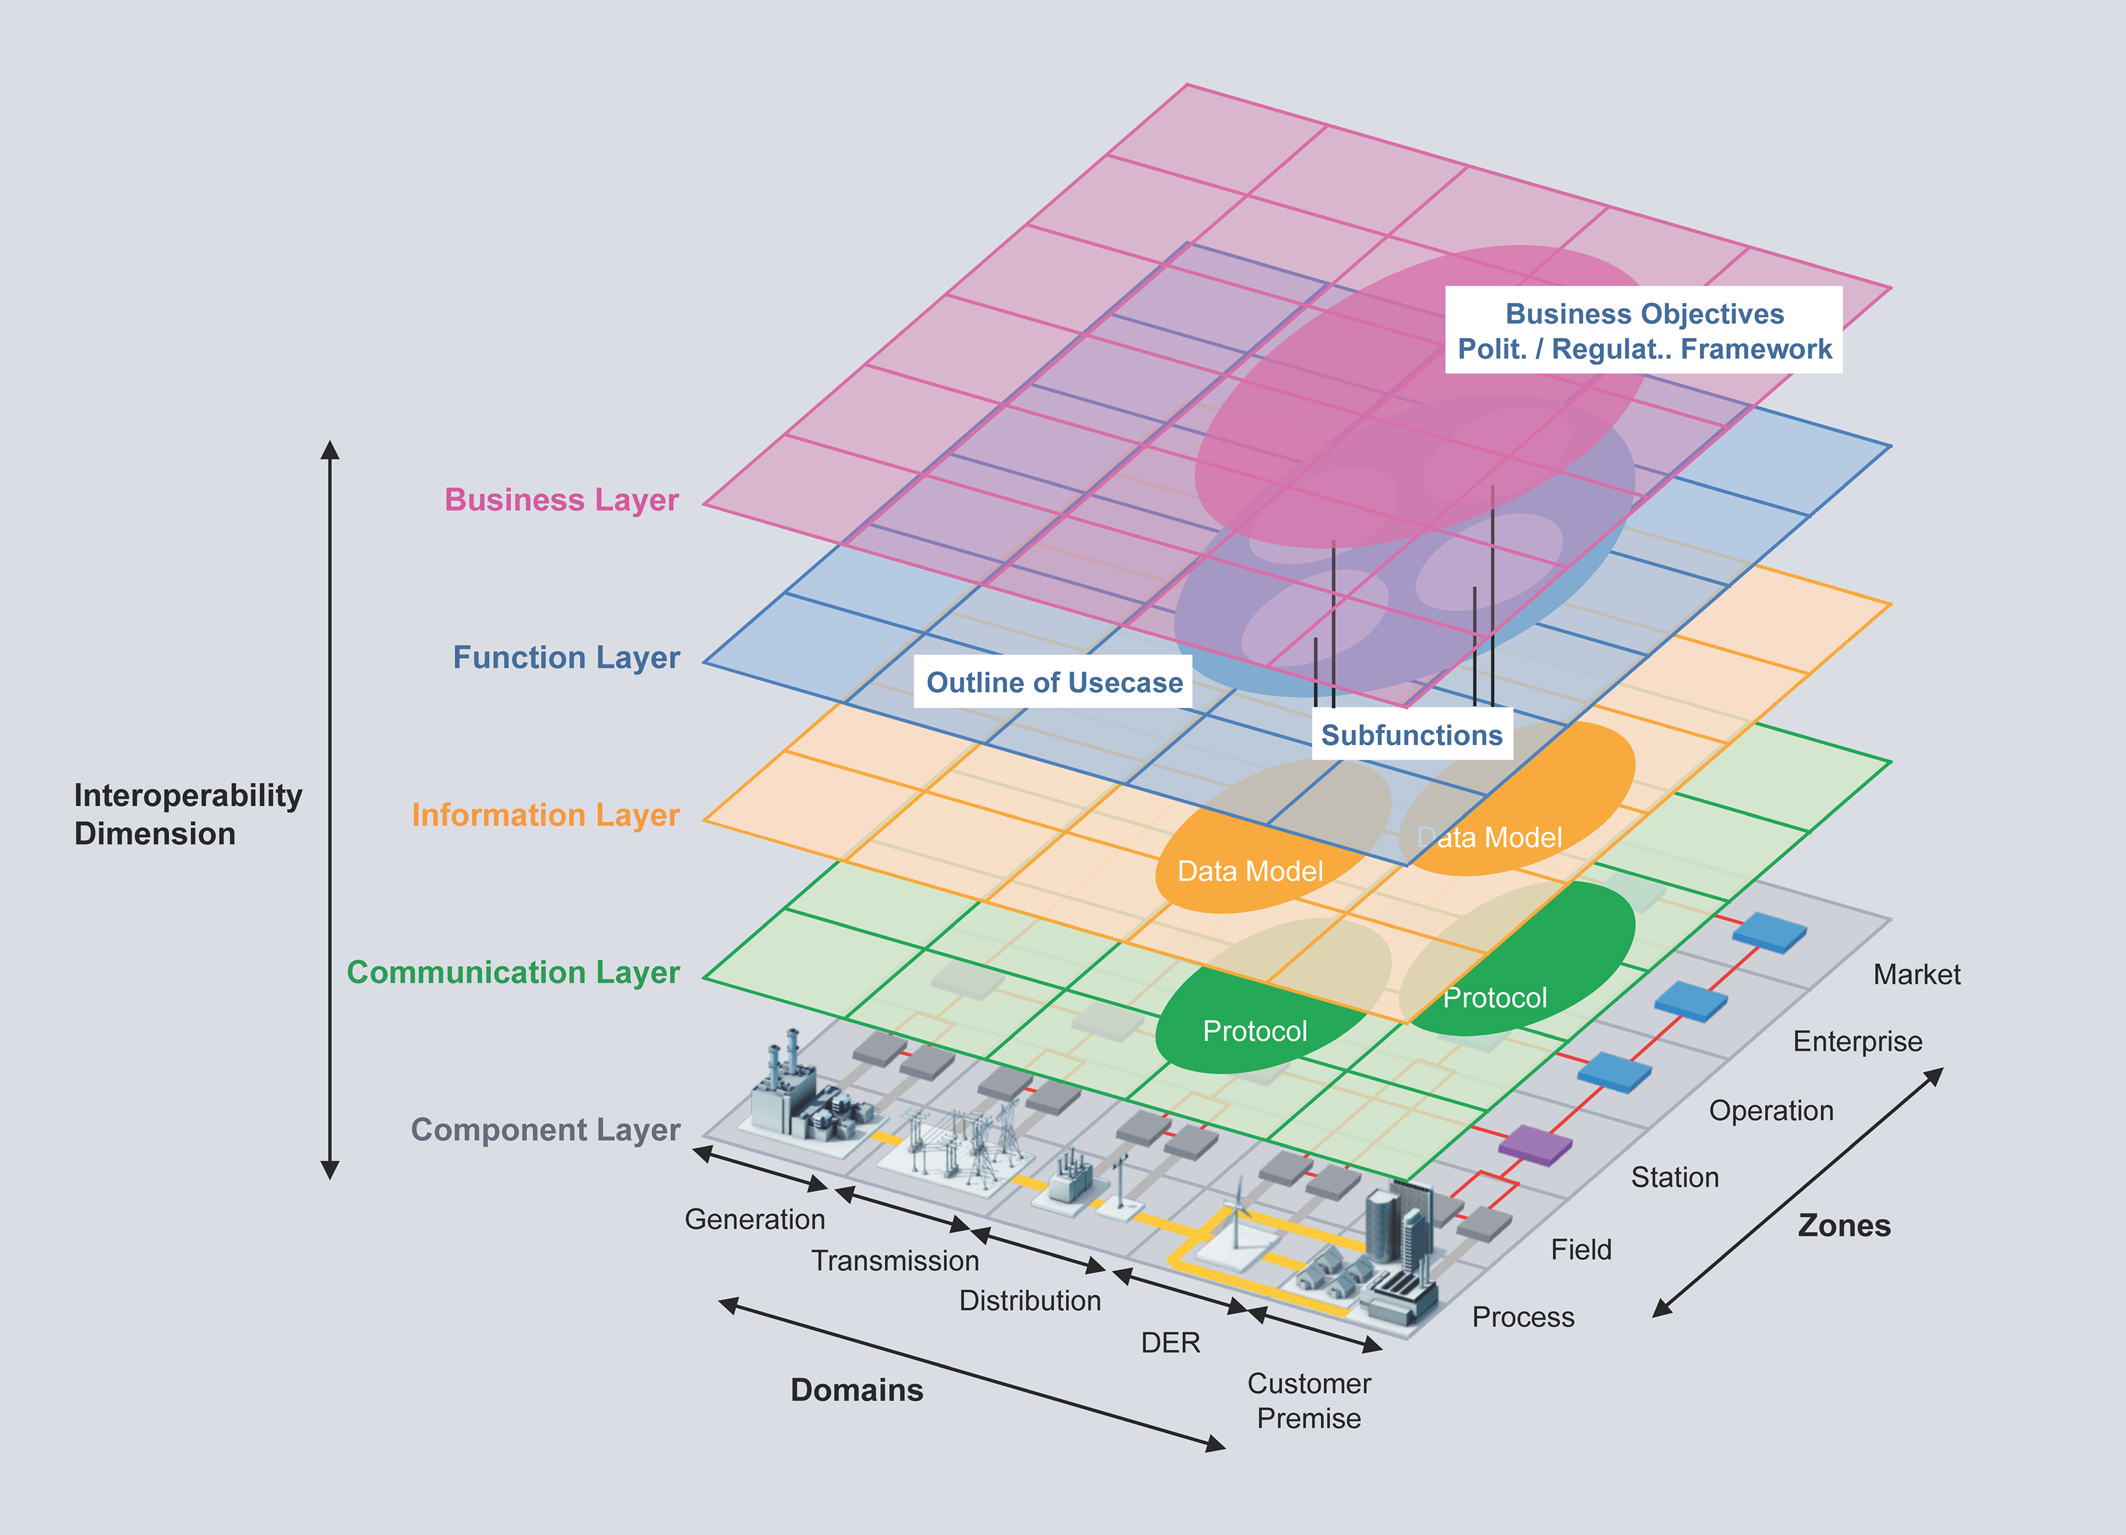 Business Objectives
Polit. / Regulat.. Framework
Business Layer
Function Layer
Outline of Usecase
Subfunctions
Interoperability
Dimension
Information Layer
Data Model
Data Model
Communication Layer
Protocol
Protocol
Component Layer
Market
Enterprise
Operation
Station
Field
Process
Zones
Generation
Transmission
Distribution
DER
Customer
Premise
Domains